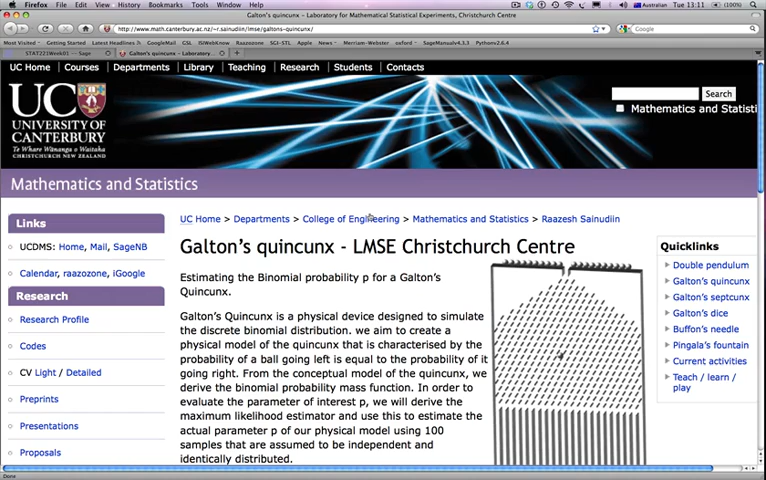 Firefox File Edit View History Bookmarks Tools Window Help
Australian Tue 13:11 (100%)
Galton's quincunx – Laboratory for Mathematical Statistical Experiments, Christchurch Centre
http://www.math.canterbury.ac.nz/~r.sainudiin/lmse/galtons-quincunx/
Google
Most Visited Getting Started Latest Headlines GoogleMaL GSL ISIWebKnow Raazesh SGI-STL Apple News Merriam-Webster oxford SageManualv4.3.3 Pythonv2.6.4
STAT221Week01 – Sage
Galton's quincunx – Laboratory
UC Home Courses Departments Library Teaching Research Students Contacts
UC
UNIVERSITY OF
CANTERBURY
Te Whare Wānanga o Waitaha
CHRISTCHURCH NEW ZEALAND
Search
Mathematics and Statisti
Mathematics and Statistics
Links
UCDMS: Home, Mail, SageNB
Calendar, raazozone, iGoogle
Research
Research Profile
Codes
CV Light / Detailed
Preprints
Presentations
Proposals
UC Home > Departments > College of Engineering > Mathematics and Statistics > Raazesh Sainudiin
Galton's quincunx - LMSE Christchurch Centre
Estimating the Binomial probability p for a Galton's
Quincunx.
Galton's Quincunx is a physical device designed to simulate
the discrete binomial distribution. we aim to create a
physical model of the quincunx that is characterised by the
probability of a ball going left is equal to the probability of it
going right. From the conceptual model of the quincunx, we
derive the binomial probability mass function. In order to
evaluate the parameter of interest p, we will derive the
maximum likelihood estimator and use this to estimate the
actual parameter p of our physical model using 100
samples that are assumed to be independent and
identically distributed.
Quicklinks
Double pendulum
Galton's quincunx
Galton's septcunx
Galton's dice
Buffon's needle
Pingala's fountain
Current activities
Teach / learn /
play
Done